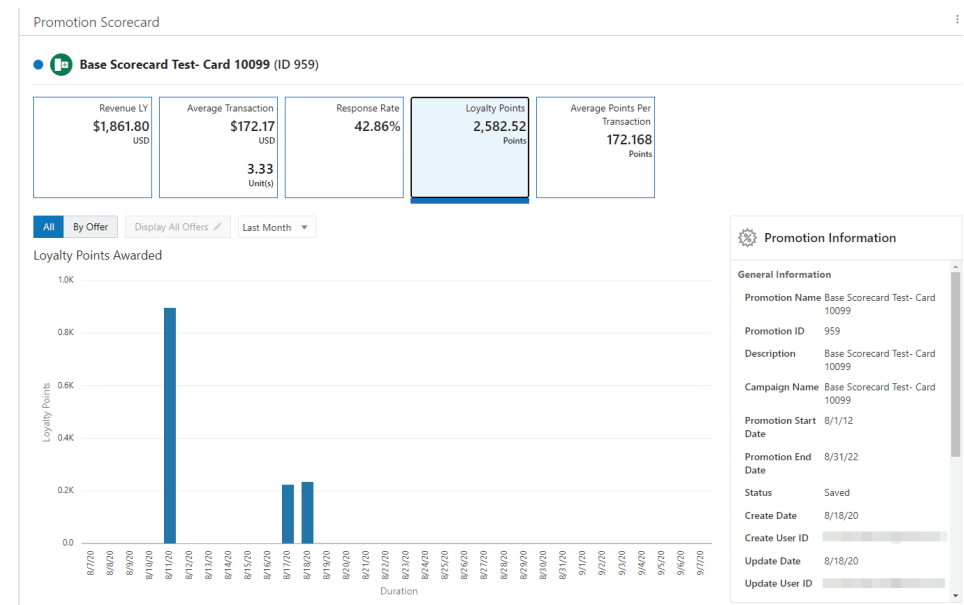 Promotion Scorecard
Base Scorecard Test- Card 10099 (ID 959)
Revenue LY
$1,861.80
USD
Average Transaction
$172.17
USD
3.33
Unit(s)
Response Rate
42.86%
Loyalty Points
2,582.52
Points
Average Points Per
Transaction
172.168
Points
All
By Offer
Display All Offers
Last Month
Loyalty Points Awarded
Loyalty Points
1.0K
0.8K
0.6K
0.4K
0.2K
0.0
8/7/20
8/8/20
8/9/20
8/10/20
8/11/20
8/12/20
8/13/20
8/14/20
8/15/20
8/16/20
8/17/20
8/18/20
8/19/20
8/20/20
8/21/20
8/22/20
8/23/20
8/24/20
8/25/20
8/26/20
8/27/20
8/28/20
8/29/20
8/30/20
8/31/20
9/1/20
9/2/20
9/3/20
9/4/20
9/5/20
9/6/20
9/7/20
Duration
Promotion Information
General Information
Promotion Name Base Scorecard Test- Card
10099
Promotion ID 959
Description Base Scorecard Test- Card
10099
Campaign Name Base Scorecard Test- Card
10099
Promotion Start 8/1/12
Date
Promotion End 8/31/22
Date
Status Saved
Create Date 8/18/20
Create User ID
Update Date 8/18/20
Update User ID